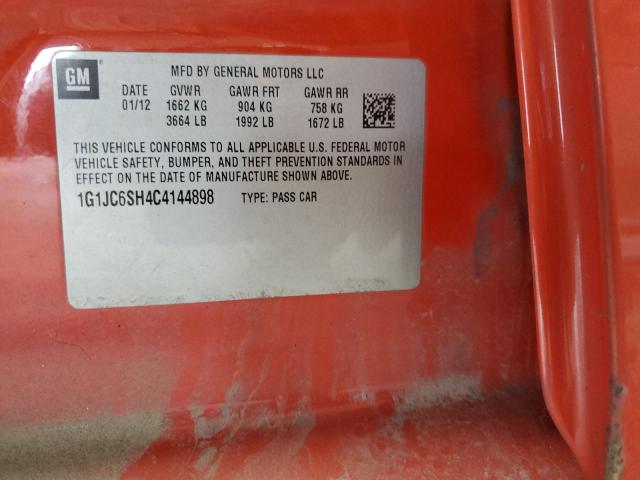 GM
MFD BY GENERAL MOTORS LLC
DATE GVWR GAWR FRT GAWR RR
01/12 1662 KG 904 KG 758 KG
3664 LB 1992 LB 1672 LB
THIS VEHICLE CONFORMS TO ALL APPLICABLE U.S. FEDERAL MOTOR
VEHICLE SAFETY, BUMPER, AND THEFT PREVENTION STANDARDS IN
EFFECT ON THE DATE OF MANUFACTURE SHOWN ABOVE
1G1JC6SH4C4144898 TYPE: PASS CAR